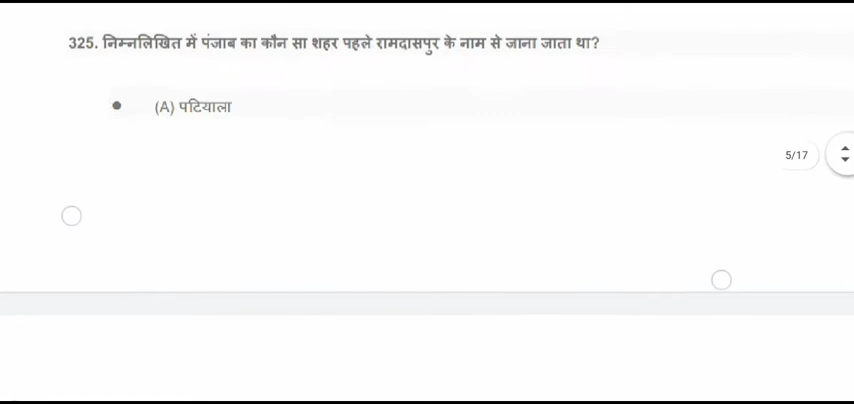 325. निम्नलिखित में पंजाब का कौन सा शहर पहले रामदासपुर के नाम से जाना जाता था?
(A) पटियाला
5/17